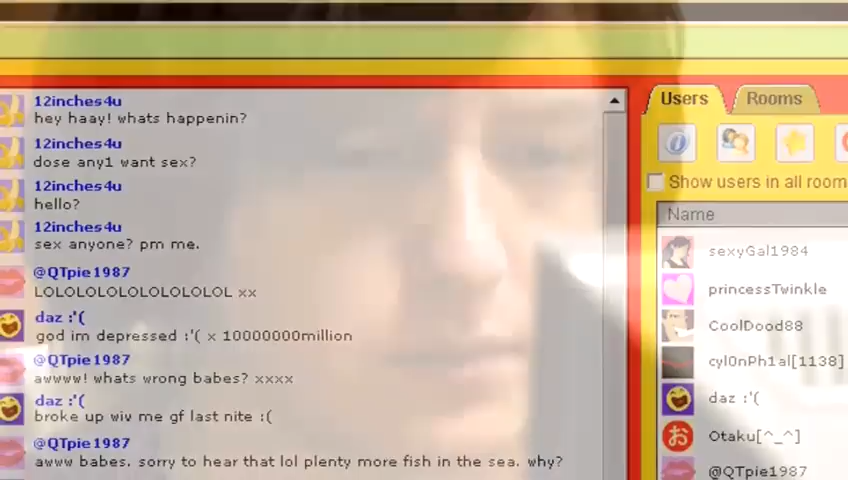 12inches4u
hey haay! whats happenin?
12inches4u
dose any1 want sex?
12inches4u
hello?
12inches4u
sex anyone? pm me.
@QTpie1987
LOLOLOLOLOLOLOLOLOL xx
daz :'(
god im depressed :'( x 10000000million
@QTpie1987
awwww! whats wrong babes? xxxx
daz :'(
broke up wiv me gf last nite :(
@QTpie1987
aww babes. sorry to hear that lol plenty more fish in the sea. why?
Users
Rooms
Show users in all room
Name
sexyGal1984
princessTwinkle
CoolDood88
cyl0nPh1al[1138]
daz :'(
お
Otaku[^_^]
@QTpie1987